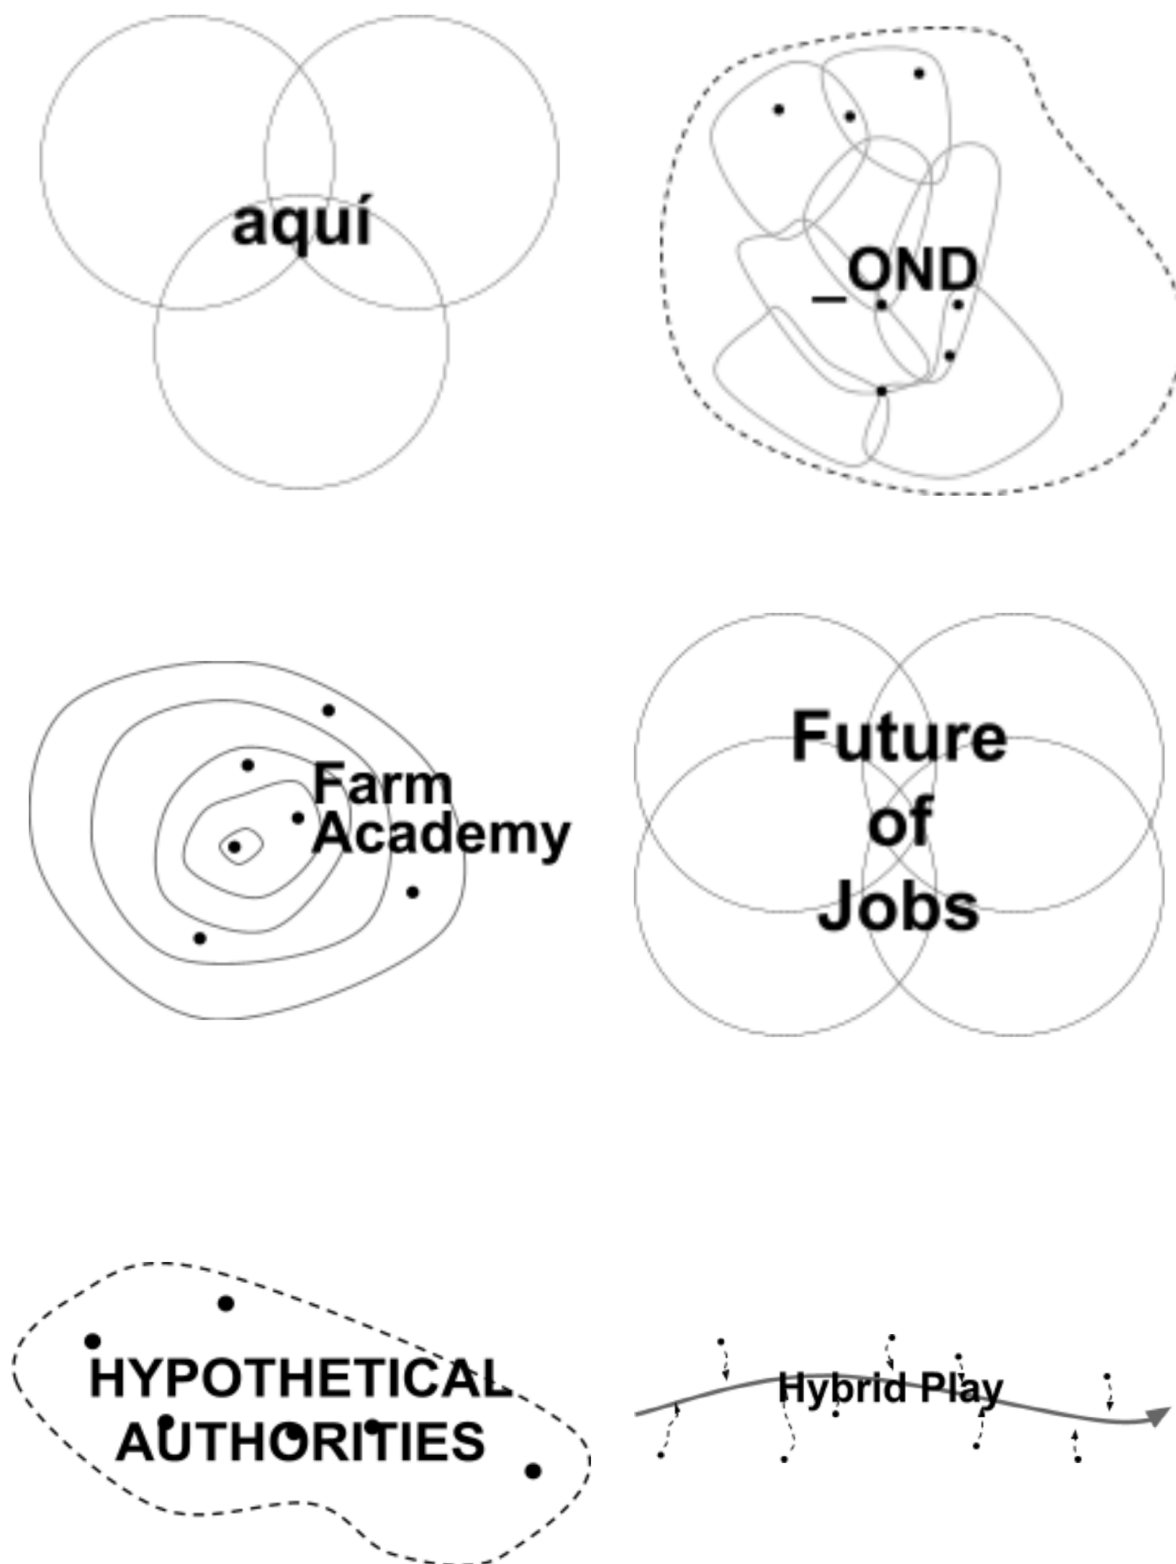 aquí
_OND
Farm
Academy
Future
of
Jobs
HYPOTHETICAL
AUTHORITIES
Hybrid Play